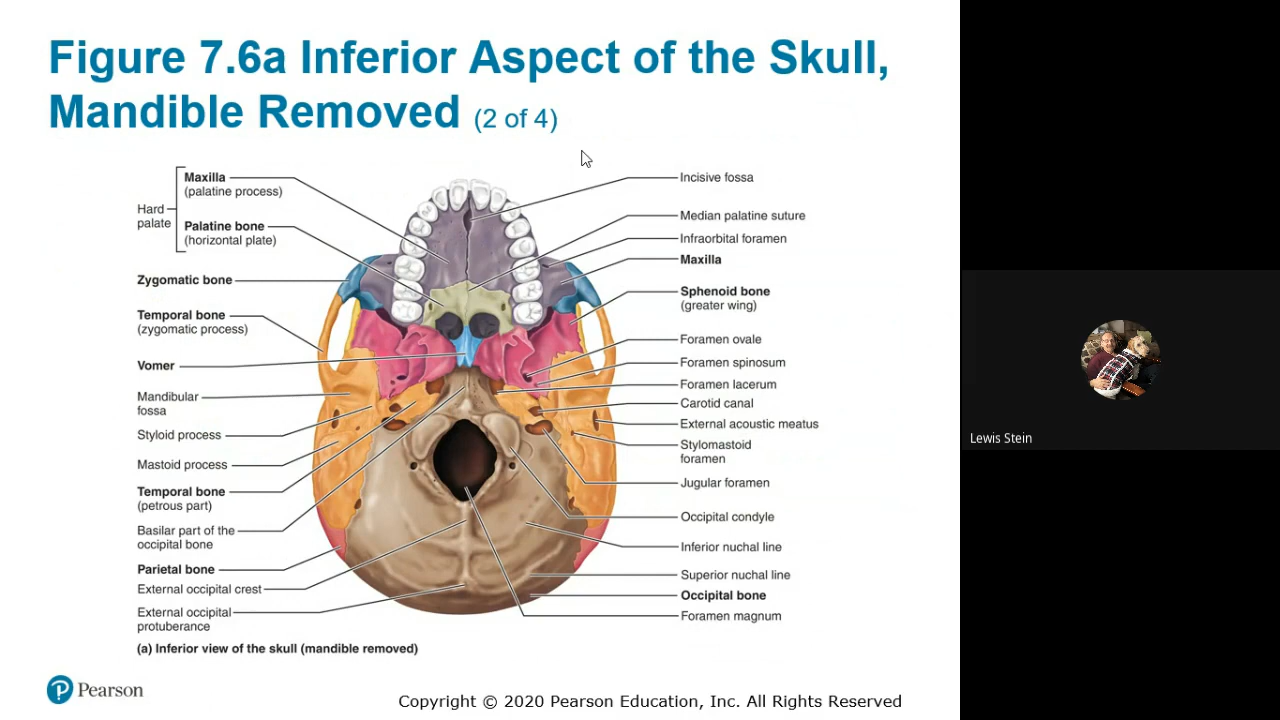 Figure 7.6a Inferior Aspect of the Skull,
Mandible Removed (2 of 4)
Hard
palate
Maxilla
(palatine process)
Palatine bone
(horizontal plate)
Zygomatic bone
Temporal bone
(zygomatic process)
Vomer
Mandibular
fossa
Styloid process
Mastoid process
Temporal bone
(petrous part)
Basilar part of the
occipital bone
Parietal bone
External occipital crest
External occipital
protuberance
Incisive fossa
Median palatine suture
Infraorbital foramen
Maxilla
Sphenoid bone
(greater wing)
Foramen ovale
Foramen spinosum
Foramen lacerum
Carotid canal
External acoustic meatus
Stylomastoid
foramen
Jugular foramen
Occipital condyle
Inferior nuchal line
Superior nuchal line
Occipital bone
Foramen magnum
(a) Inferior view of the skull (mandible removed)
P Pearson
Copyright © 2020 Pearson Education, Inc. All Rights Reserved
Lewis Stein